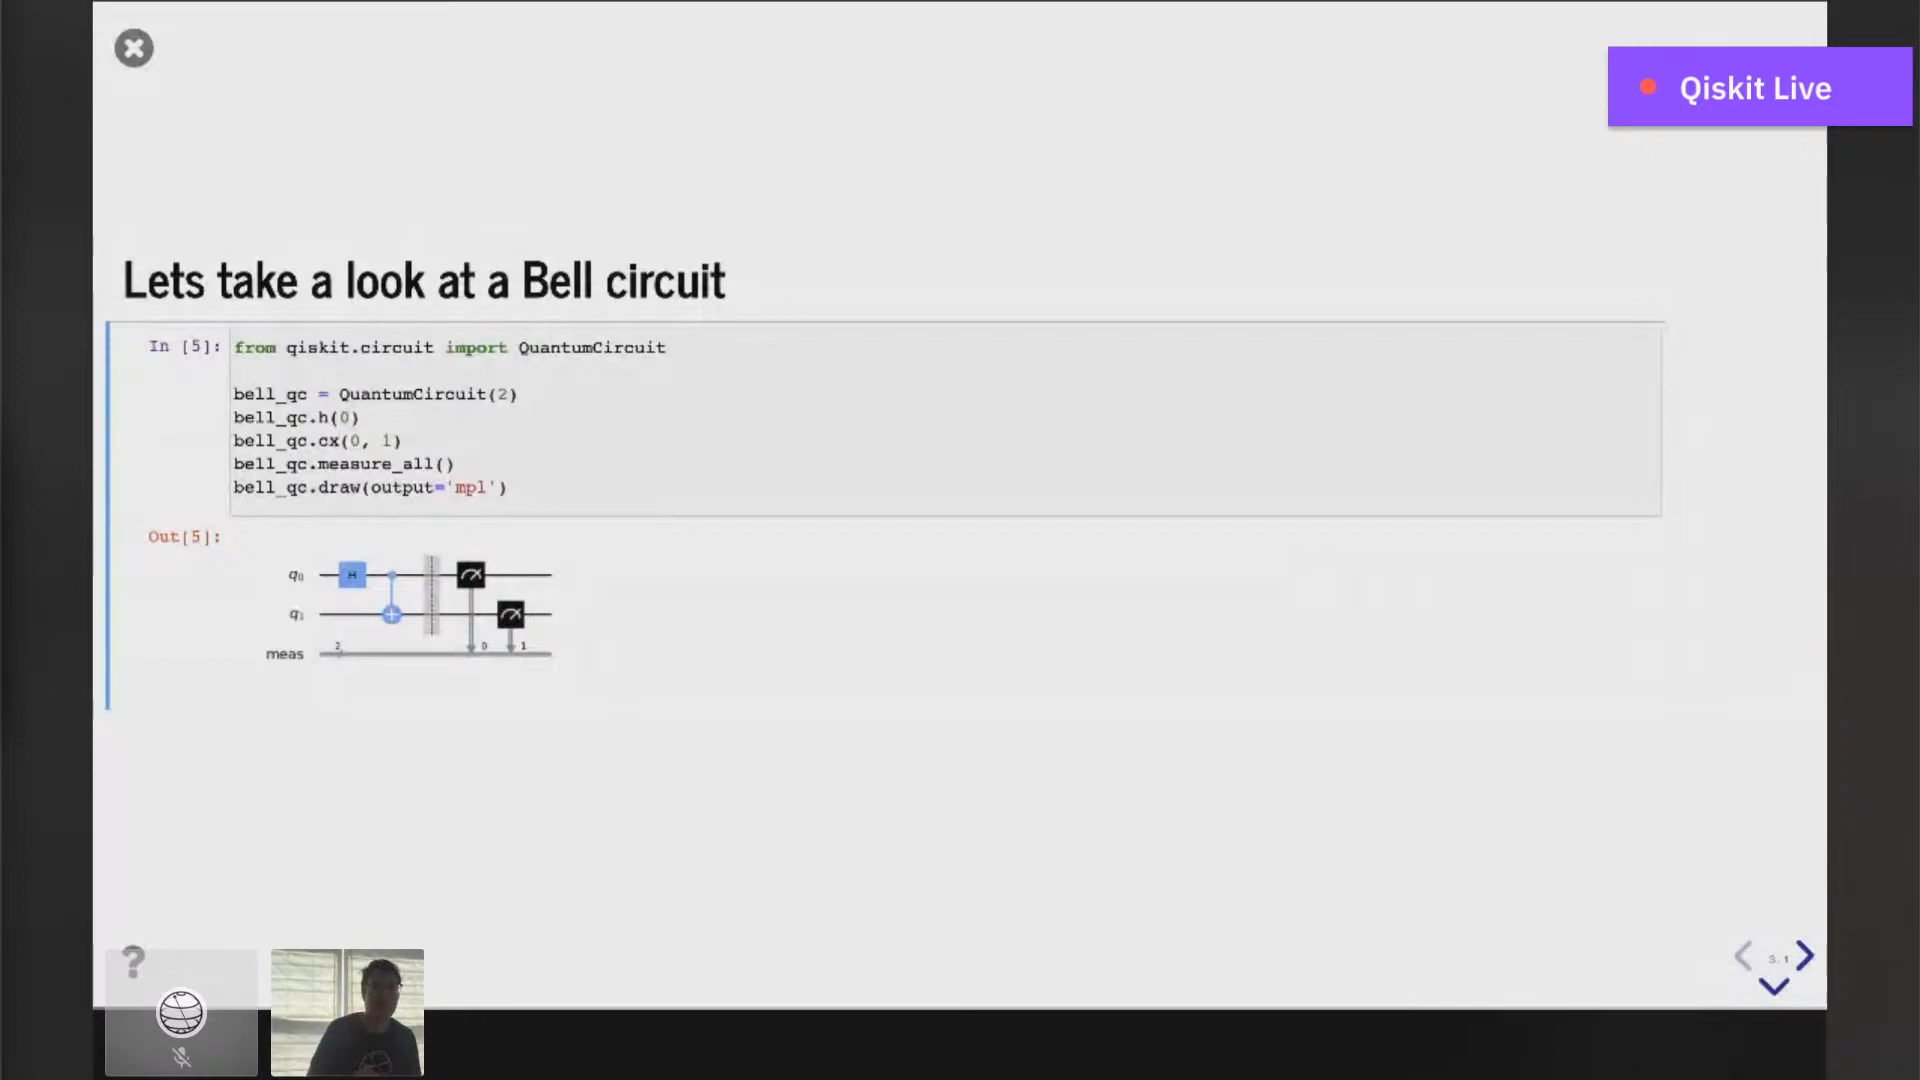 Qiskit Live
Lets take a look at a Bell circuit
In [5]: from qiskit.circuit import QuantumCircuit
bell_qc = QuantumCircuit(2)
bell_qc.h(0)
bell_qc.cx(0, 1)
bell_qc.measure_all()
bell_qc.draw(output='mpl')
Out[5]:
q0 H
q1
meas 2 0 1
?
3.1